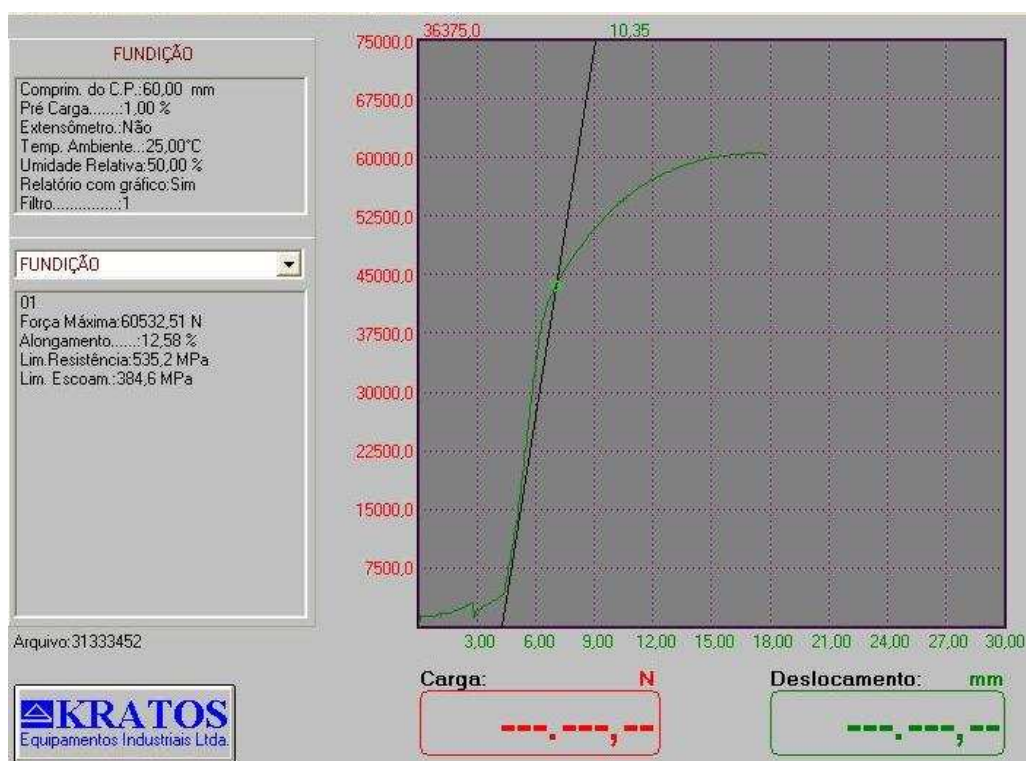 FUNDIÇÃO
Comprim. do C.P.:60,00 mm
Pré Carga.......:1,00 %
Extensômetro.:Não
Temp. Ambiente...:25,00°C
Umidade Relativa:50,00 %
Relatório com gráfico:Sim
Filtro...............:1
FUNDIÇÃO
01
Força Máxima:60532,51 N
Alongamento......:12,58 %
Lim.Resistência:535,2 MPa
Lim. Escoam.:384,6 MPa
Arquivo:31333452
KRATOS
Equipamentos Industriais Ltda.
36375,0 10,35
75000,0
67500,0
60000,0
52500,0
45000,0
37500,0
30000,0
22500,0
15000,0
7500,0
3,00 6,00 9,00 12,00 15,00 18,00 21,00 24,00 27,00 30,00
Carga: N
---.---,--
Deslocamento: mm
---.---,--